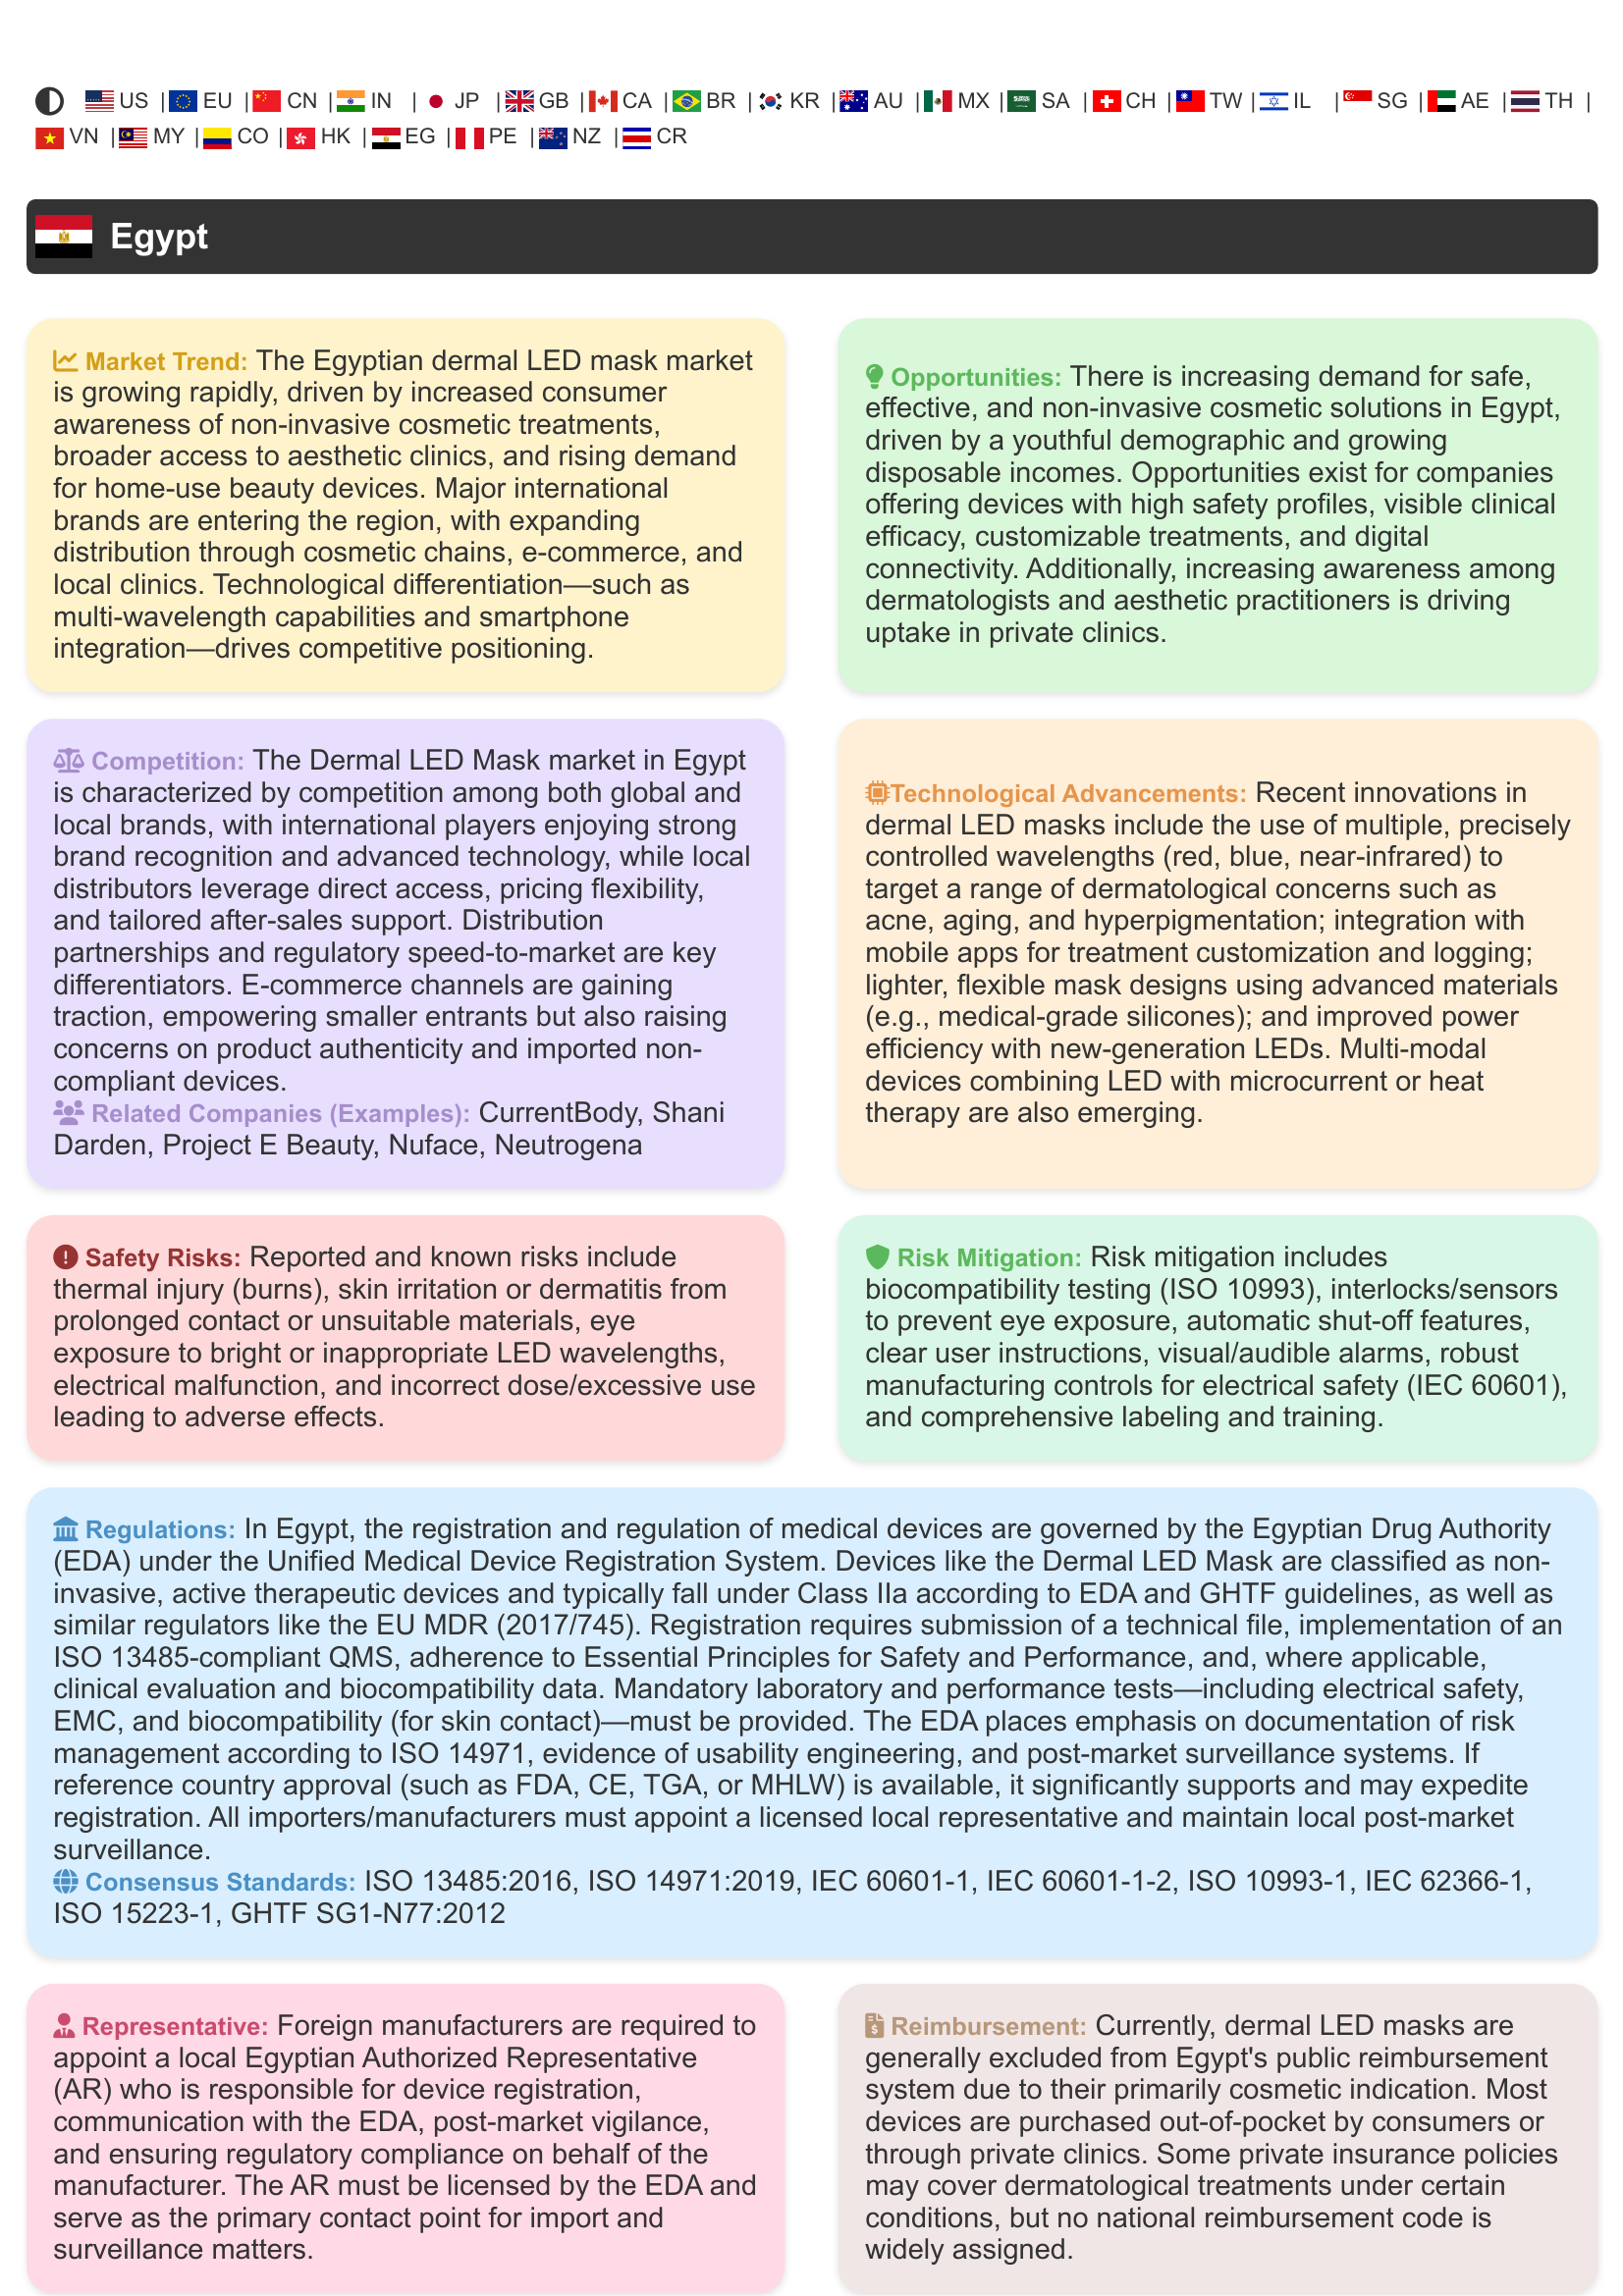 US | EU | CN | IN | JP | GB | CA | BR | KR | AU | MX | SA | CH | TW | IL | SG | AE | TH |
VN | MY | CO | HK | EG | PE | NZ | CR
Egypt
Market Trend: The Egyptian dermal LED mask market
is growing rapidly, driven by increased consumer
awareness of non-invasive cosmetic treatments,
broader access to aesthetic clinics, and rising demand
for home-use beauty devices. Major international
brands are entering the region, with expanding
distribution through cosmetic chains, e-commerce, and
local clinics. Technological differentiation—such as
multi-wavelength capabilities and smartphone
integration—drives competitive positioning.
Opportunities: There is increasing demand for safe,
effective, and non-invasive cosmetic solutions in Egypt,
driven by a youthful demographic and growing
disposable incomes. Opportunities exist for companies
offering devices with high safety profiles, visible clinical
efficacy, customizable treatments, and digital
connectivity. Additionally, increasing awareness among
dermatologists and aesthetic practitioners is driving
uptake in private clinics.
Competition: The Dermal LED Mask market in Egypt
is characterized by competition among both global and
local brands, with international players enjoying strong
brand recognition and advanced technology, while local
distributors leverage direct access, pricing flexibility,
and tailored after-sales support. Distribution
partnerships and regulatory speed-to-market are key
differentiators. E-commerce channels are gaining
traction, empowering smaller entrants but also raising
concerns on product authenticity and imported non-
compliant devices.
Related Companies (Examples): CurrentBody, Shani
Darden, Project E Beauty, Nuface, Neutrogena
Technological Advancements: Recent innovations in
dermal LED masks include the use of multiple, precisely
controlled wavelengths (red, blue, near-infrared) to
target a range of dermatological concerns such as
acne, aging, and hyperpigmentation; integration with
mobile apps for treatment customization and logging;
lighter, flexible mask designs using advanced materials
(e.g., medical-grade silicones); and improved power
efficiency with new-generation LEDs. Multi-modal
devices combining LED with microcurrent or heat
therapy are also emerging.
Safety Risks: Reported and known risks include
thermal injury (burns), skin irritation or dermatitis from
prolonged contact or unsuitable materials, eye
exposure to bright or inappropriate LED wavelengths,
electrical malfunction, and incorrect dose/excessive use
leading to adverse effects.
Risk Mitigation: Risk mitigation includes
biocompatibility testing (ISO 10993), interlocks/sensors
to prevent eye exposure, automatic shut-off features,
clear user instructions, visual/audible alarms, robust
manufacturing controls for electrical safety (IEC 60601),
and comprehensive labeling and training.
Regulations: In Egypt, the registration and regulation of medical devices are governed by the Egyptian Drug Authority
(EDA) under the Unified Medical Device Registration System. Devices like the Dermal LED Mask are classified as non-
invasive, active therapeutic devices and typically fall under Class IIa according to EDA and GHTF guidelines, as well as
similar regulators like the EU MDR (2017/745). Registration requires submission of a technical file, implementation of an
ISO 13485-compliant QMS, adherence to Essential Principles for Safety and Performance, and, where applicable,
clinical evaluation and biocompatibility data. Mandatory laboratory and performance tests—including electrical safety,
EMC, and biocompatibility (for skin contact)—must be provided. The EDA places emphasis on documentation of risk
management according to ISO 14971, evidence of usability engineering, and post-market surveillance systems. If
reference country approval (such as FDA, CE, TGA, or MHLW) is available, it significantly supports and may expedite
registration. All importers/manufacturers must appoint a licensed local representative and maintain local post-market
surveillance.
Consensus Standards: ISO 13485:2016, ISO 14971:2019, IEC 60601-1, IEC 60601-1-2, ISO 10993-1, IEC 62366-1,
ISO 15223-1, GHTF SG1-N77:2012
Representative: Foreign manufacturers are required to
appoint a local Egyptian Authorized Representative
(AR) who is responsible for device registration,
communication with the EDA, post-market vigilance,
and ensuring regulatory compliance on behalf of the
manufacturer. The AR must be licensed by the EDA and
serve as the primary contact point for import and
surveillance matters.
Reimbursement: Currently, dermal LED masks are
generally excluded from Egypt's public reimbursement
system due to their primarily cosmetic indication. Most
devices are purchased out-of-pocket by consumers or
through private clinics. Some private insurance policies
may cover dermatological treatments under certain
conditions, but no national reimbursement code is
widely assigned.